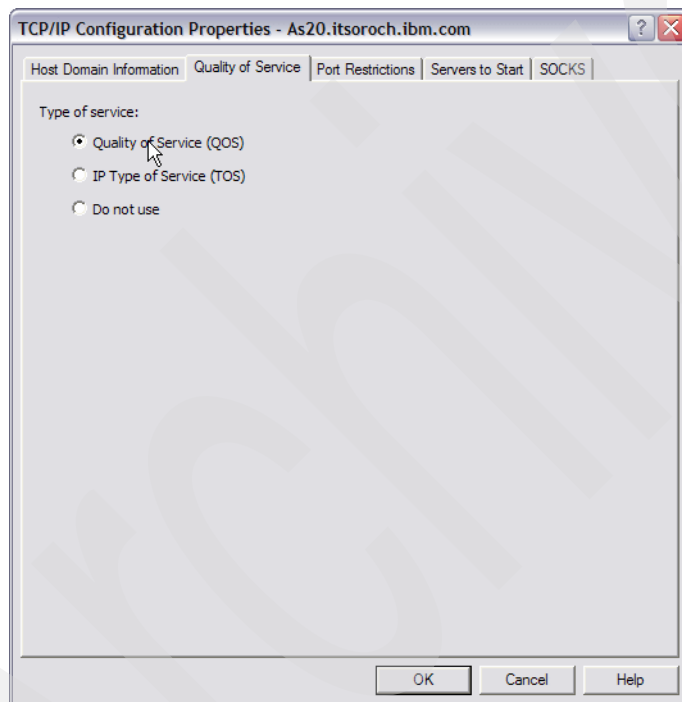 TCP/IP Configuration Properties - As20.itsoroch.ibm.com
Host Domain Information Quality of Service Port Restrictions Servers to Start SOCKS
Type of service:
Quality of Service (QOS)
IP Type of Service (TOS)
Do not use
OK Cancel Help